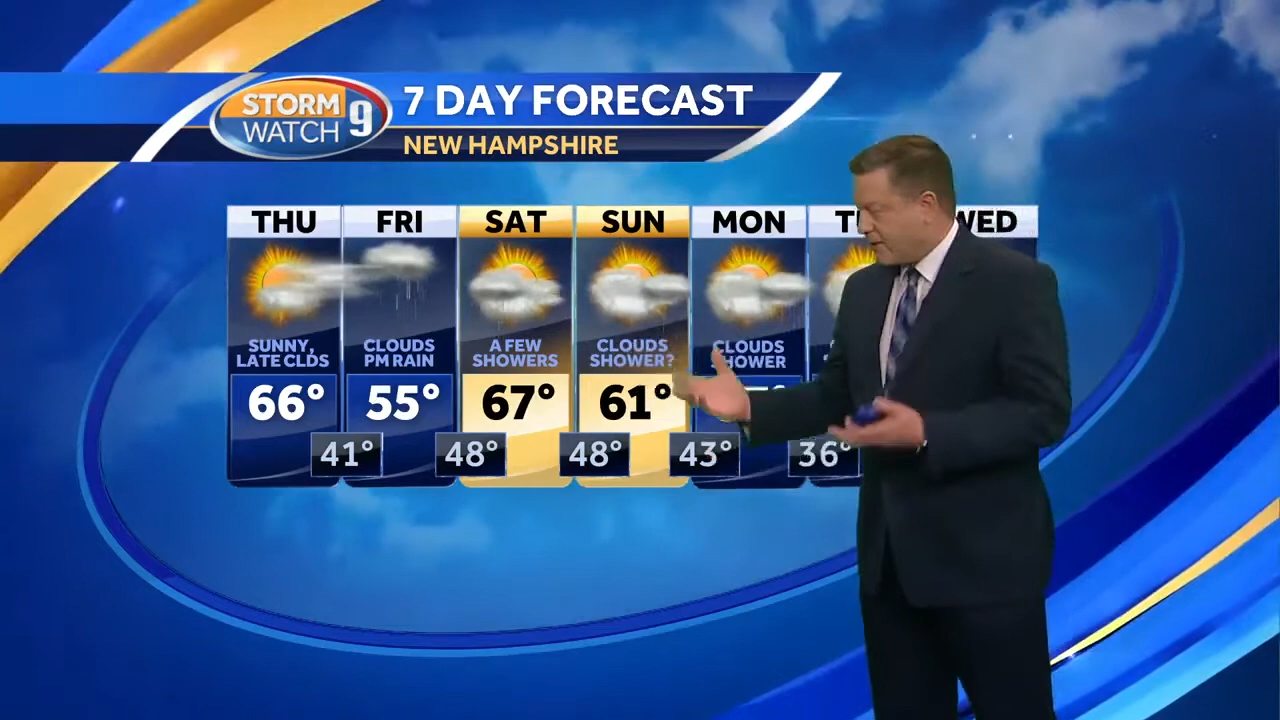 STORM
WATCH 9
7 DAY FORECAST
NEW HAMPSHIRE
THU FRI SAT SUN MON WED
SUNNY, LATE CLDS
CLOUDS PM RAIN
A FEW SHOWERS
CLOUDS SHOWER?
CLOUDS SHOWER
66° 55° 67° 61°
41° 48° 48° 43° 36°